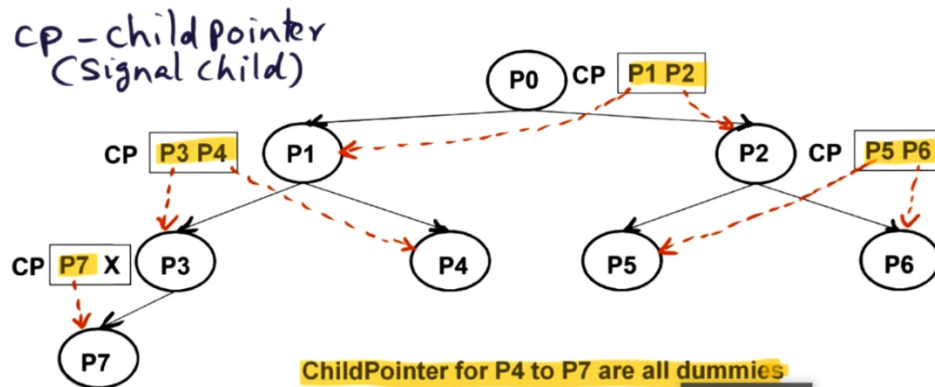 CP - child pointer
(Signal child)
P0 CP P1 P2
CP P3 P4 P1 P2 CP P5 P6
CP P7 X P3 P4 P5 P6
P7
ChildPointer for P4 to P7 are all dummies